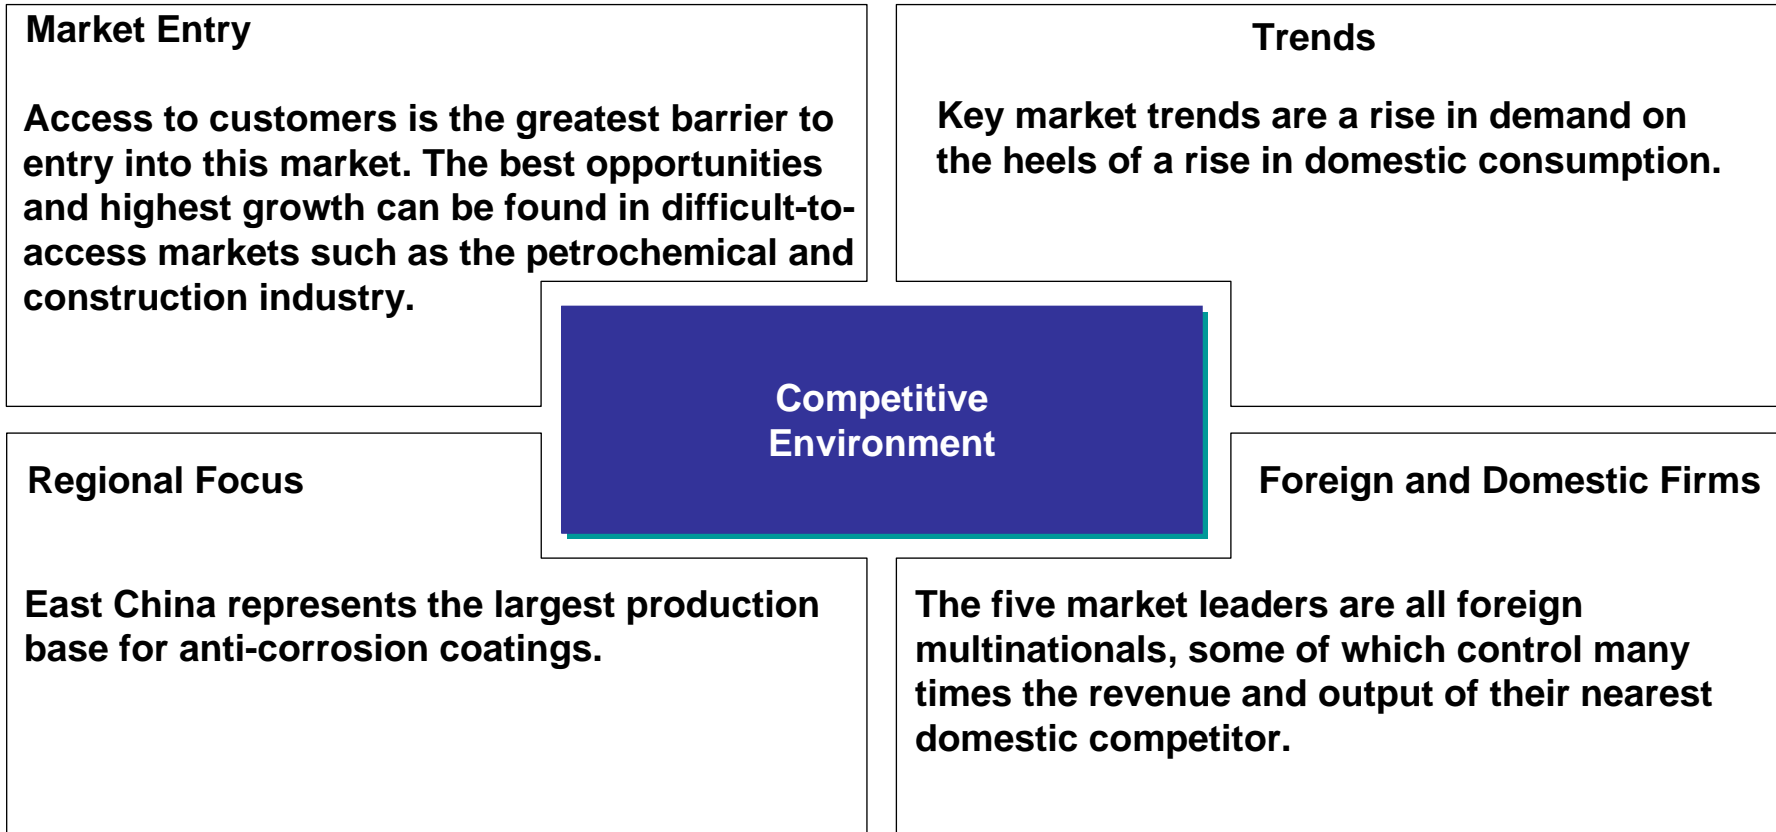 Market Entry
Access to customers is the greatest barrier to
entry into this market. The best opportunities
and highest growth can be found in difficult-to-
access markets such as the petrochemical and
construction industry.
Trends
Key market trends are a rise in demand on
the heels of a rise in domestic consumption.
Competitive
Environment
Regional Focus
East China represents the largest production
base for anti-corrosion coatings.
Foreign and Domestic Firms
The five market leaders are all foreign
multinationals, some of which control many
times the revenue and output of their nearest
domestic competitor.